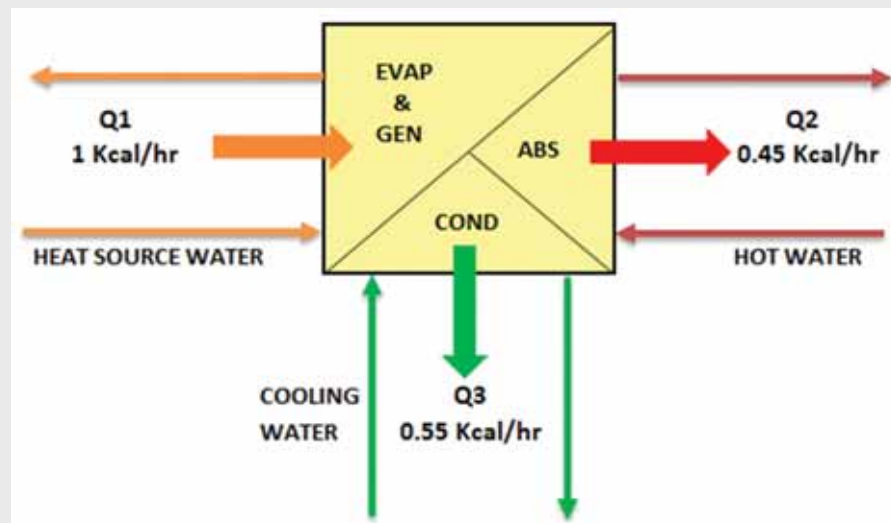 EVAP
&
GEN
Q1
1 Kcal/hr
ABS
Q2
0.45 Kcal/hr
COND
HEAT SOURCE WATER
HOT WATER
COOLING
WATER
Q3
0.55 Kcal/hr